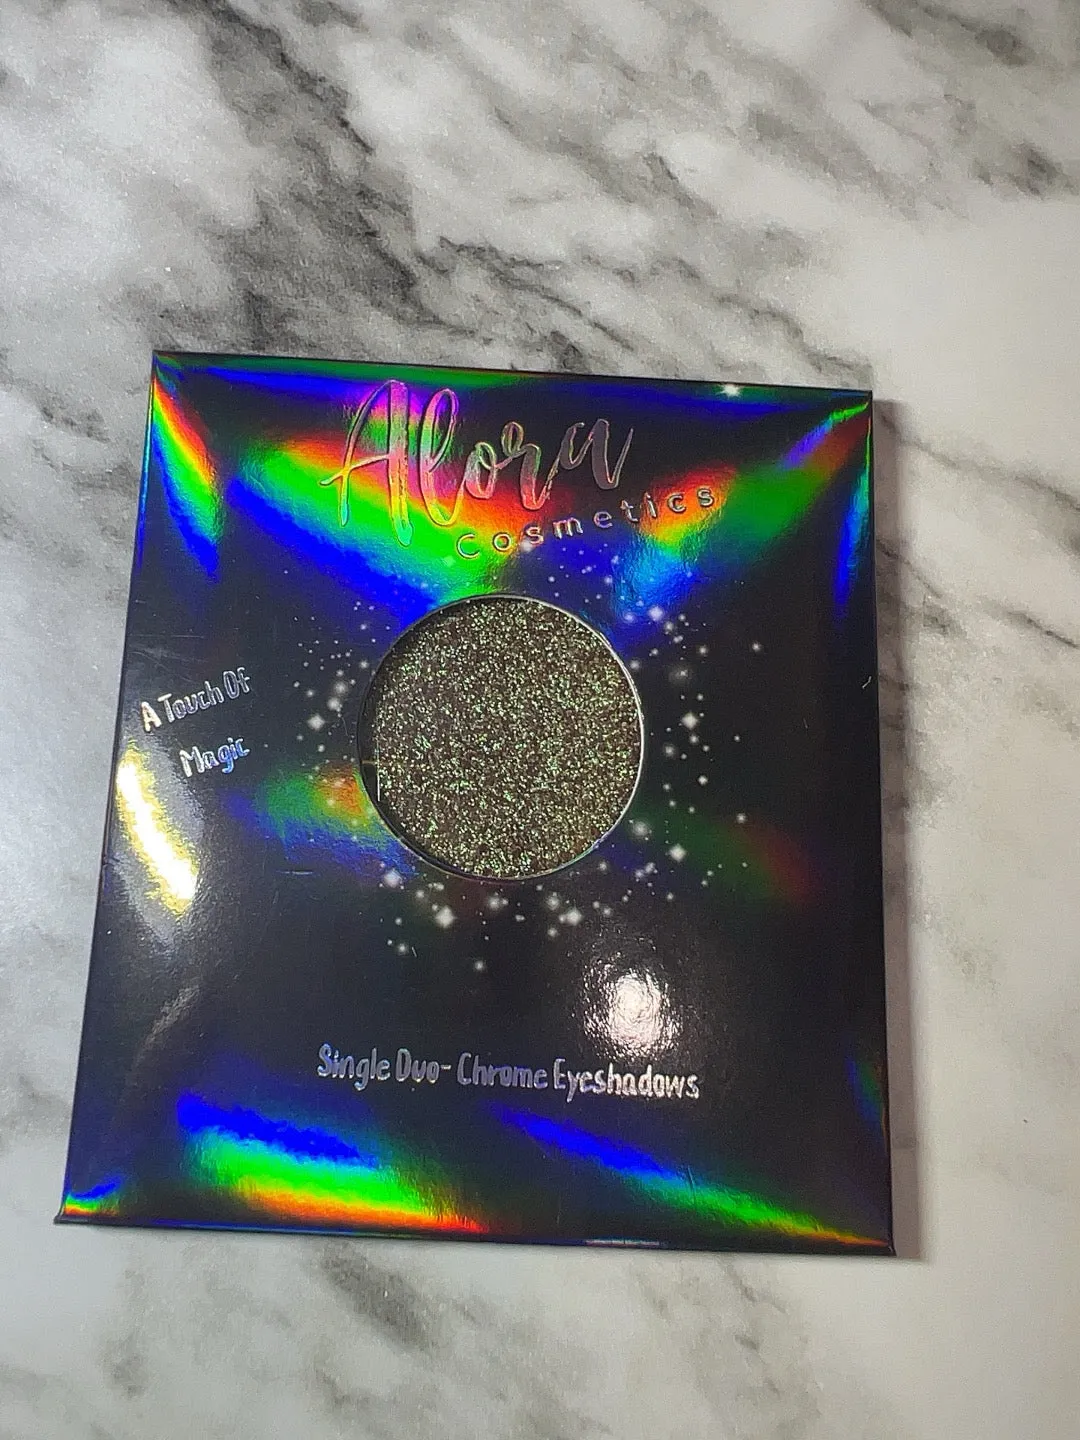 Alora
Cosmetics
A Touch Of
Magic
Single Duo-Chrome Eyeshadows